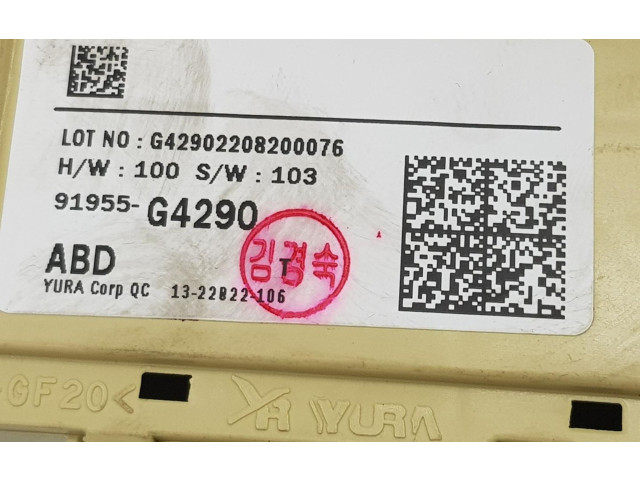 LOT NO : G42902208200076
H/W : 100 S/W : 103
91955-G4290
ABD
김경숙
T
YURA Corp QC 13-22822-106
GF20<
YR YURA